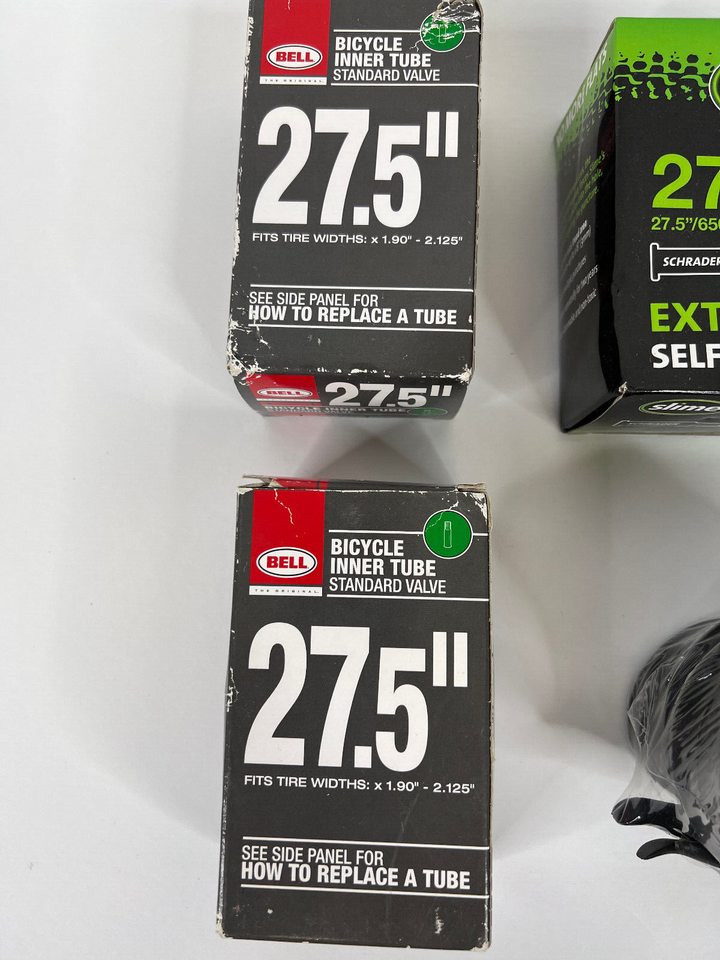 BELL
THE ORIGINAL
BICYCLE
INNER TUBE
STANDARD VALVE
27.5"
FITS TIRE WIDTHS: x 1.90" - 2.125"
SEE SIDE PANEL FOR
HOW TO REPLACE A TUBE
BELL
27.5"
BICYCLE INNER TUBE
27
27.5"/650
SCHRADER
EXT
SELF
slime
BELL
THE ORIGINAL
BICYCLE
INNER TUBE
STANDARD VALVE
27.5"
FITS TIRE WIDTHS: x 1.90" - 2.125"
SEE SIDE PANEL FOR
HOW TO REPLACE A TUBE